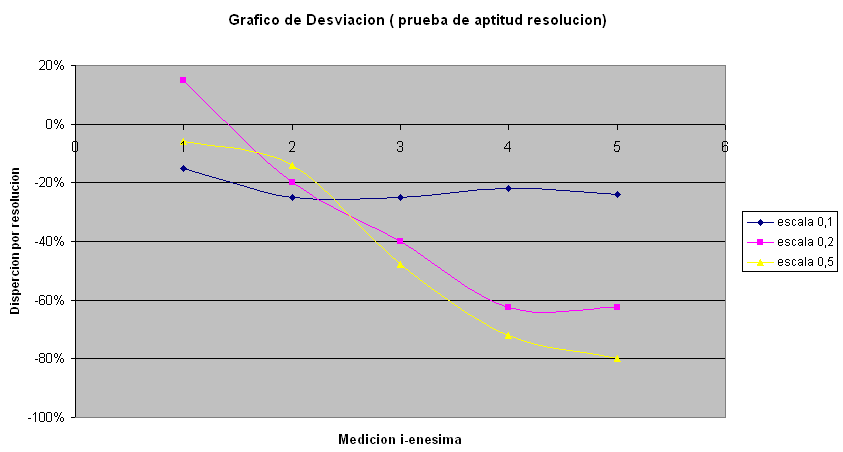 Grafico de Desviacion ( prueba de aptitud resolucion)
20%
0%
-20%
-40%
-60%
-80%
-100%
0 1 2 3 4 5 6
Dispercion por resolucion
Medicion i-enesima
escala 0,1
escala 0,2
escala 0,5